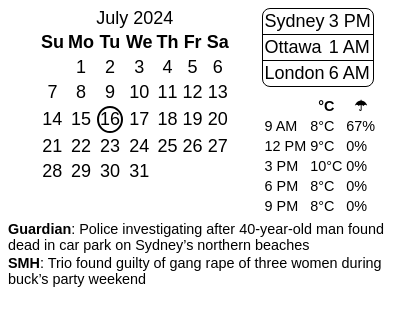 July 2024
Su Mo Tu We Th Fr Sa
1 2 3 4 5 6
7 8 9 10 11 12 13
14 15 16 17 18 19 20
21 22 23 24 25 26 27
28 29 30 31
Sydney 3 PM
Ottawa 1 AM
London 6 AM
°C ☂
9 AM 8°C 67%
12 PM 9°C 0%
3 PM 10°C 0%
6 PM 8°C 0%
9 PM 8°C 0%
Guardian: Police investigating after 40-year-old man found
dead in car park on Sydney’s northern beaches
SMH: Trio found guilty of gang rape of three women during
buck’s party weekend